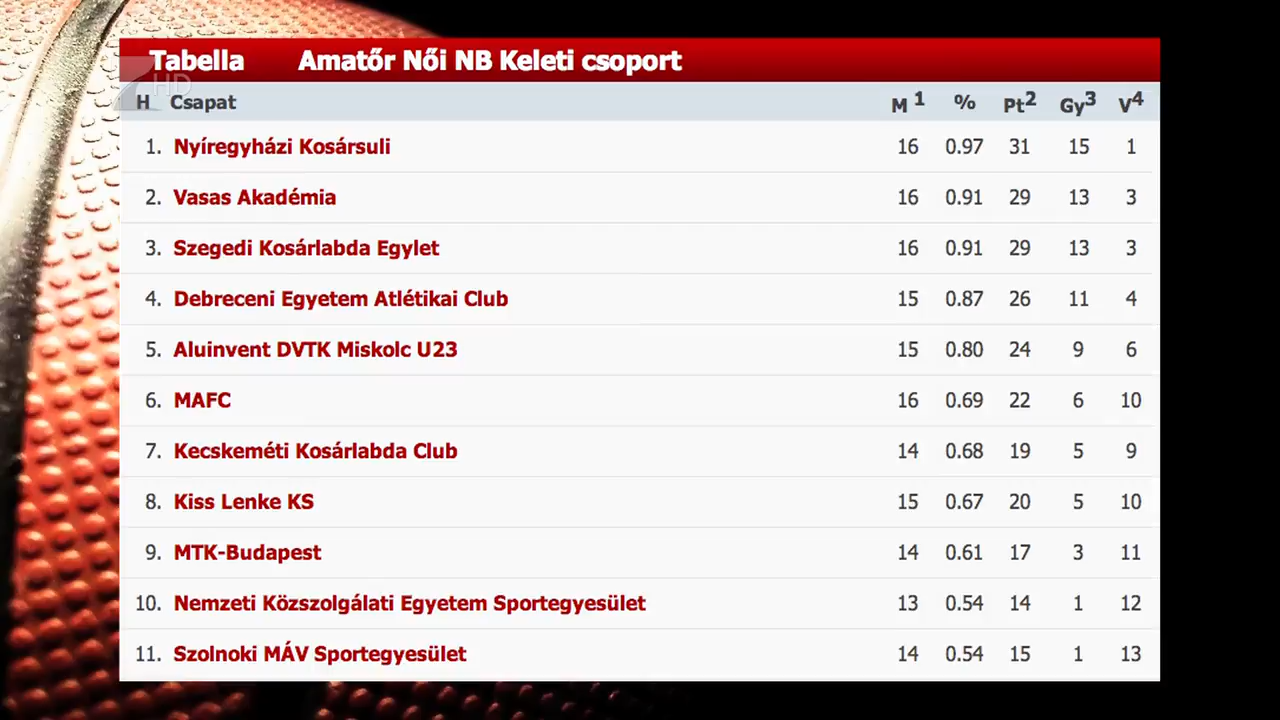 Tabella Amatőr Női NB Keleti csoport
7 HD
H Csapat M 1 % Pt2 Gy3 V4
1. Nyíregyházi Kosársuli 16 0.97 31 15 1
2. Vasas Akadémia 16 0.91 29 13 3
3. Szegedi Kosárlabda Egylet 16 0.91 29 13 3
4. Debreceni Egyetem Atlétikai Club 15 0.87 26 11 4
5. Aluinvent DVTK Miskolc U23 15 0.80 24 9 6
6. MAFC 16 0.69 22 6 10
7. Kecskeméti Kosárlabda Club 14 0.68 19 5 9
8. Kiss Lenke KS 15 0.67 20 5 10
9. MTK-Budapest 14 0.61 17 3 11
10. Nemzeti Közszolgálati Egyetem Sportegyesület 13 0.54 14 1 12
11. Szolnoki MÁV Sportegyesület 14 0.54 15 1 13